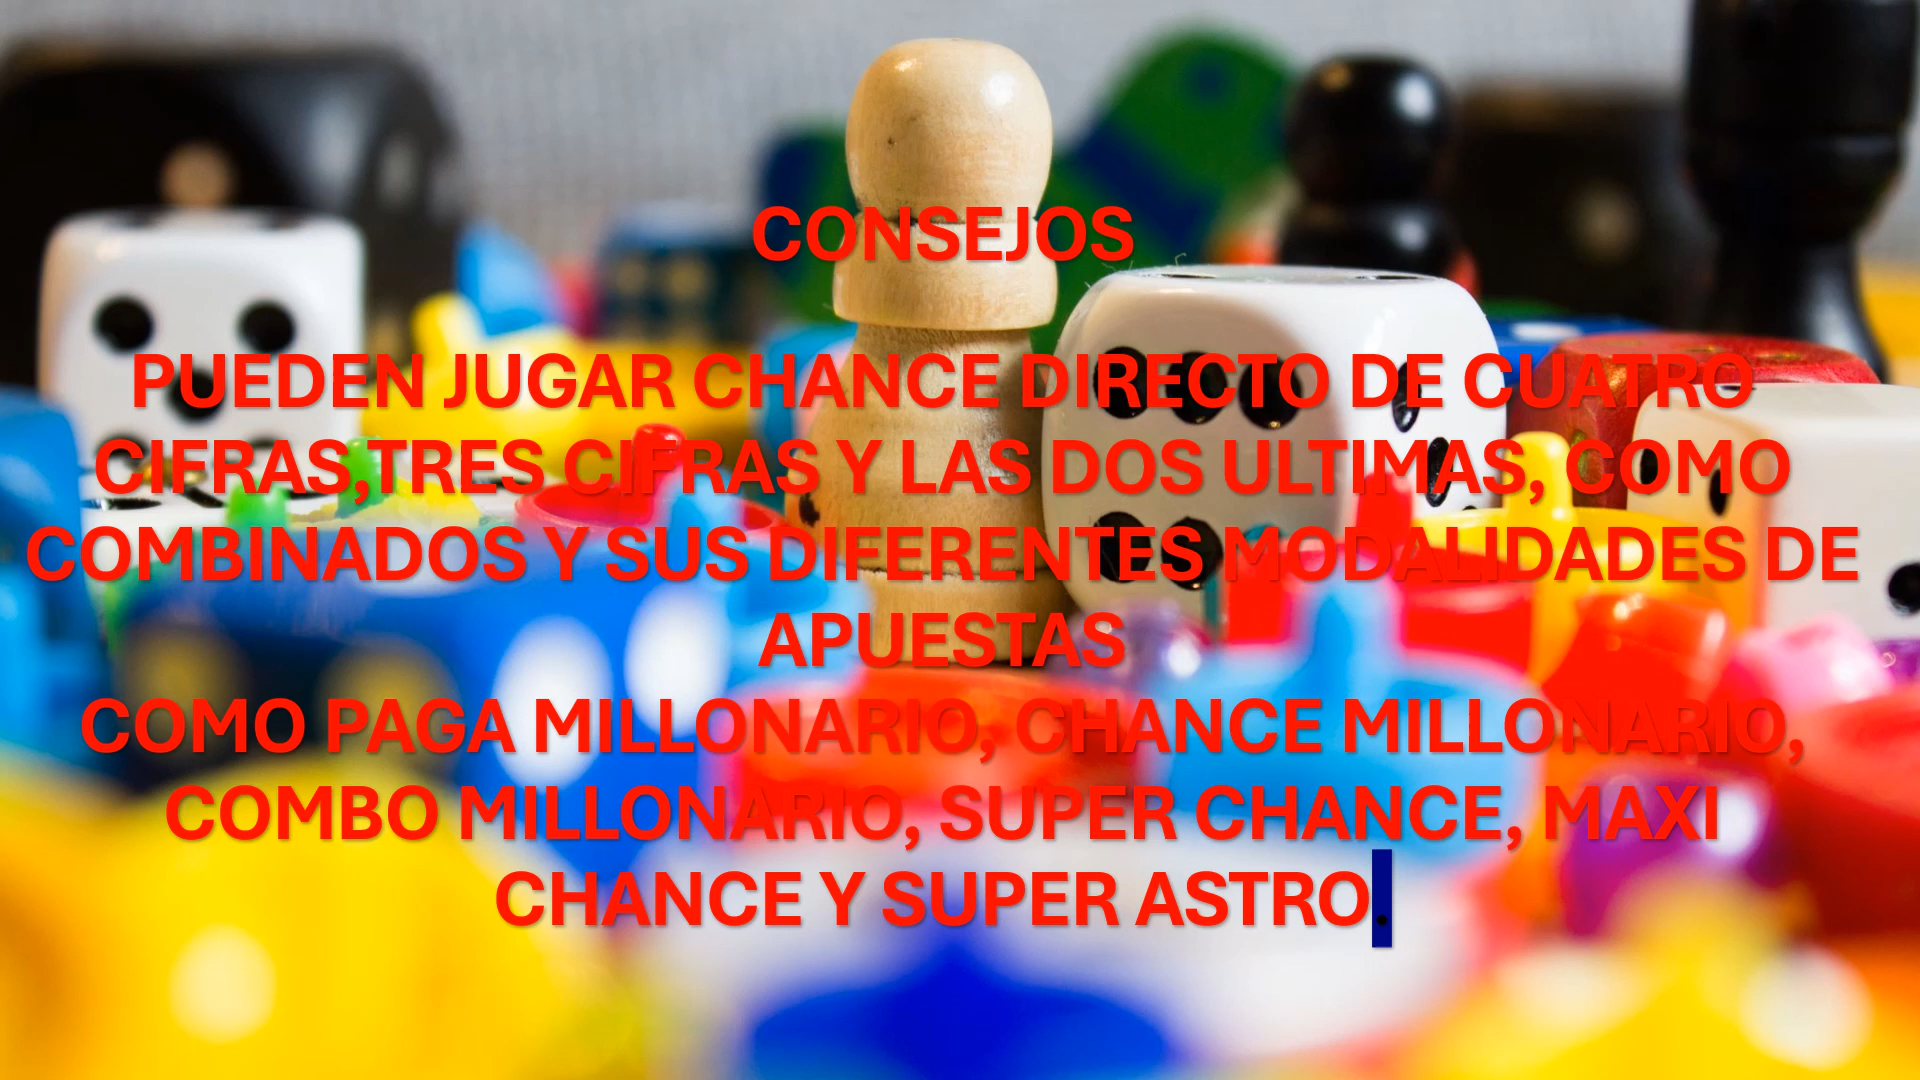 CONSEJOS
PUEDEN JUGAR CHANCE DIRECTO DE CUATRO
CIFRAS,TRES CIFRAS Y LAS DOS ULTIMAS, COMO
COMBINADOS Y SUS DIFERENTES MODALIDADES DE
APUESTAS
COMO PAGA MILLONARIO, CHANCE MILLONARIO,
COMBO MILLONARIO, SUPER CHANCE, MAXI
CHANCE Y SUPER ASTRO.